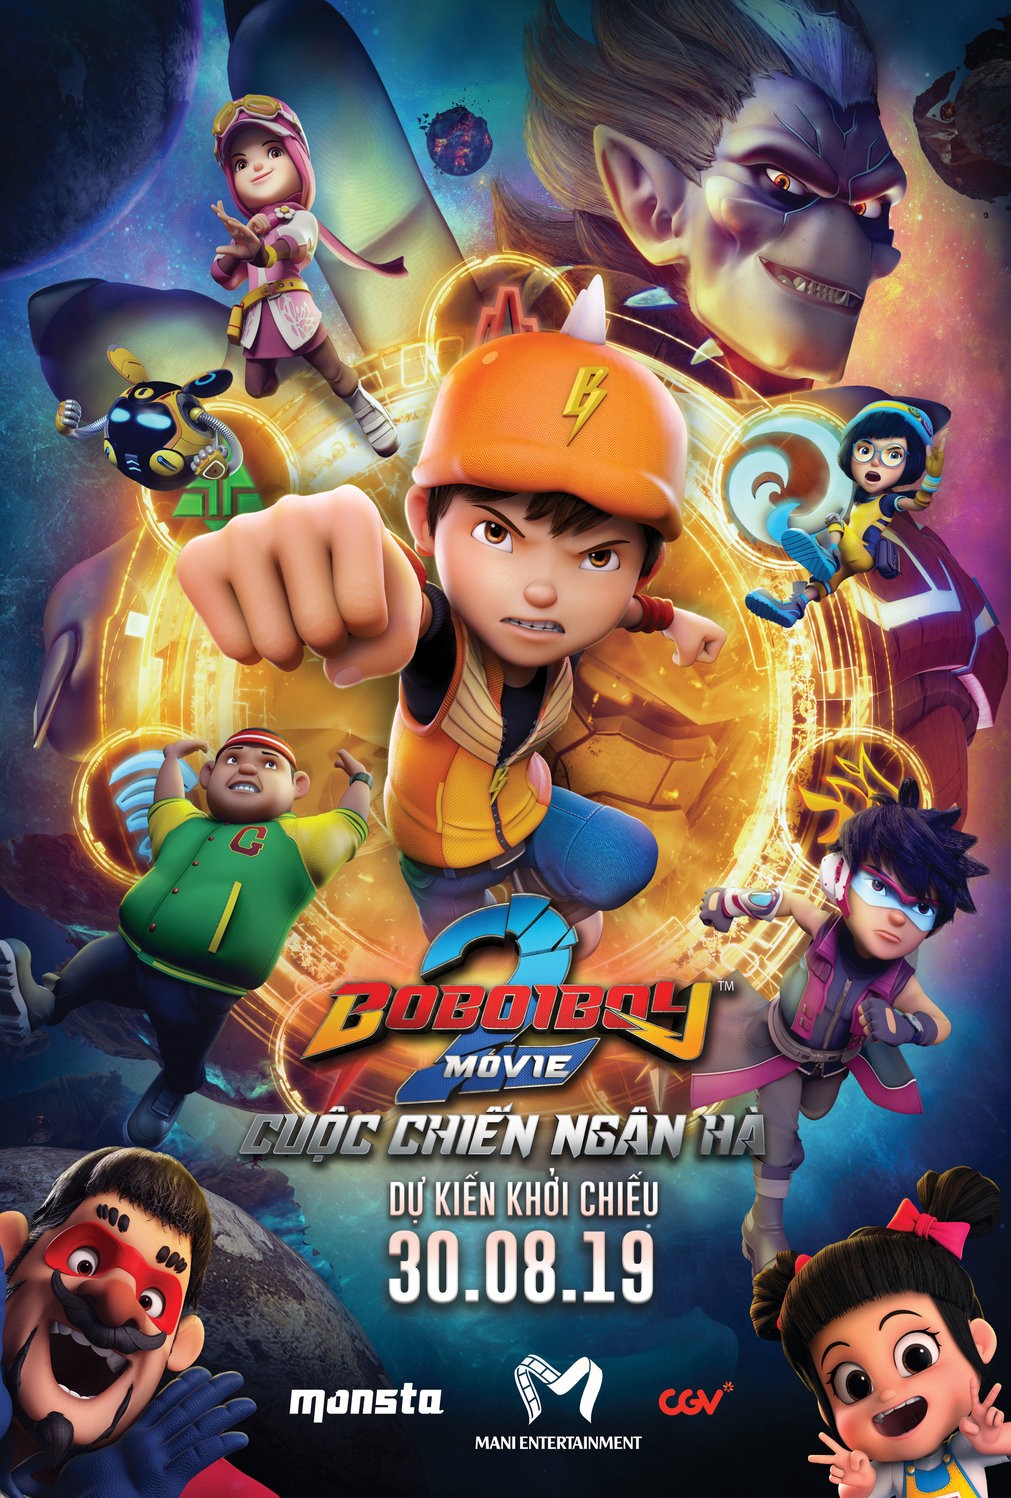 B
G
2
BOBOIBOY™
MOVIE
CUỘC CHIẾN NGÂN HÀ
DỰ KIẾN KHỞI CHIẾU
30.08.19
monsta
MANI ENTERTAINMENT
CGV